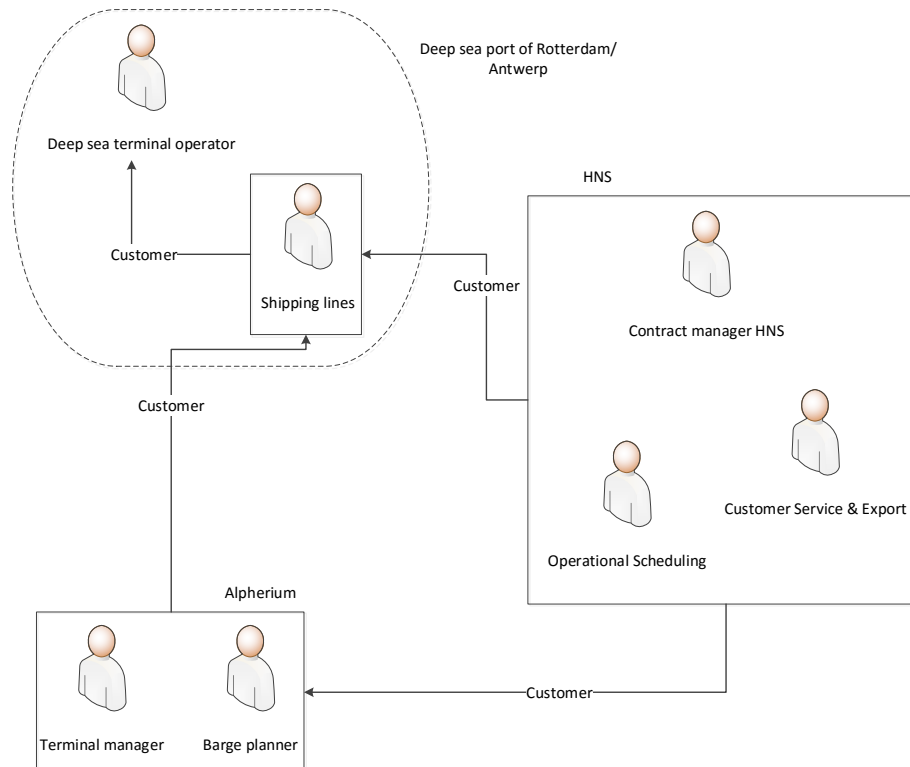 Deep sea port of Rotterdam/
Antwerp
Deep sea terminal operator
HNS
Customer
Customer
Shipping lines
Contract manager HNS
Customer
Customer Service & Export
Operational Scheduling
Alpherium
Customer
Terminal manager
Barge planner